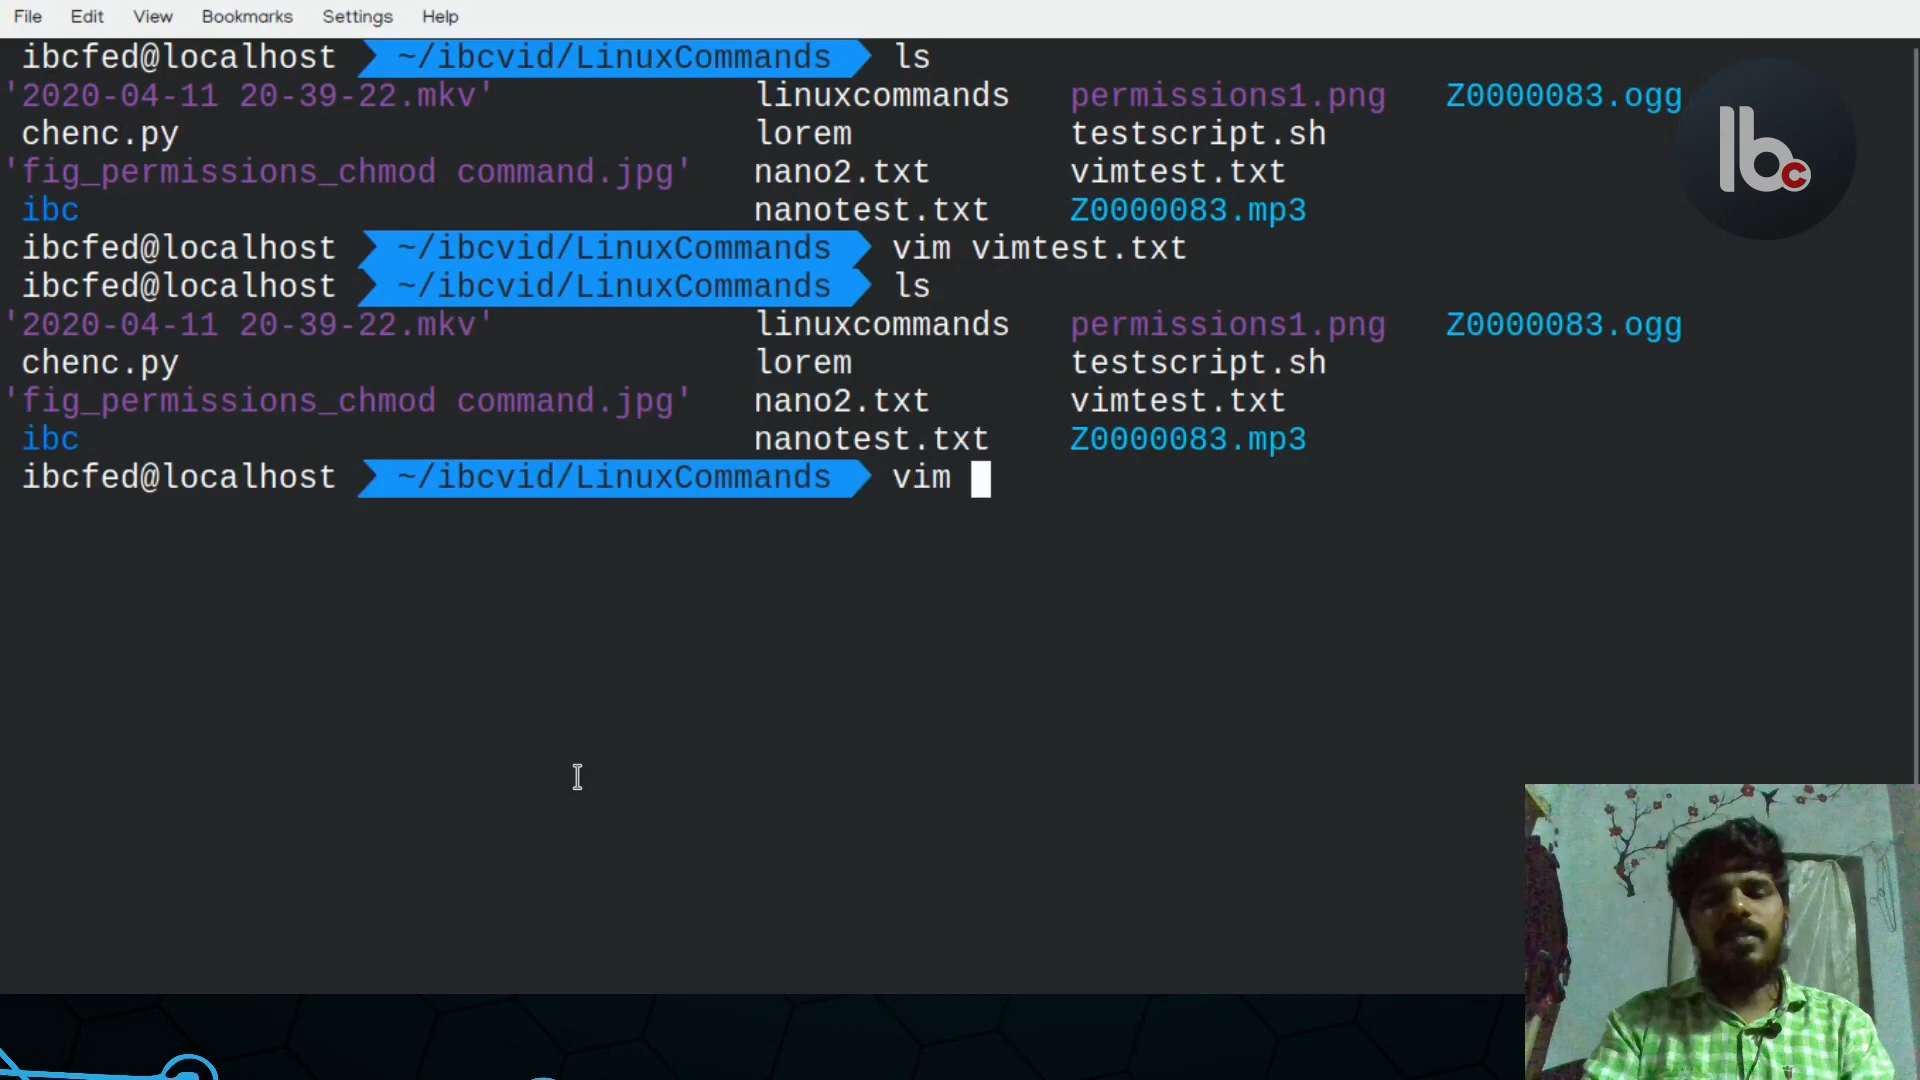 File Edit View Bookmarks Settings Help
ibcfed@localhost ~/ibcvid/LinuxCommands ls
'2020-04-11 20-39-22.mkv' linuxcommands permissions1.png Z0000083.ogg
chenc.py lorem testscript.sh
'fig_permissions_chmod command.jpg' nano2.txt vimtest.txt
ibc nanotest.txt Z0000083.mp3
ibcfed@localhost ~/ibcvid/LinuxCommands vim vimtest.txt
ibcfed@localhost ~/ibcvid/LinuxCommands ls
'2020-04-11 20-39-22.mkv' linuxcommands permissions1.png Z0000083.ogg
chenc.py lorem testscript.sh
'fig_permissions_chmod command.jpg' nano2.txt vimtest.txt
ibc nanotest.txt Z0000083.mp3
ibcfed@localhost ~/ibcvid/LinuxCommands vim
Ibc